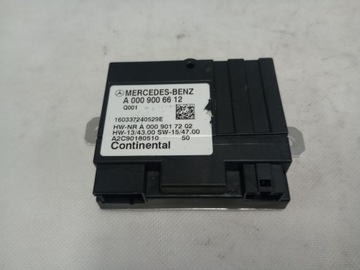 MERCEDES-BENZ
A 000 900 66 12
Q001
160337240529E
HW-NR A 000 901 72 02
HW-13/43.00 SW-15/47.00
A2C90180510 50
Continental